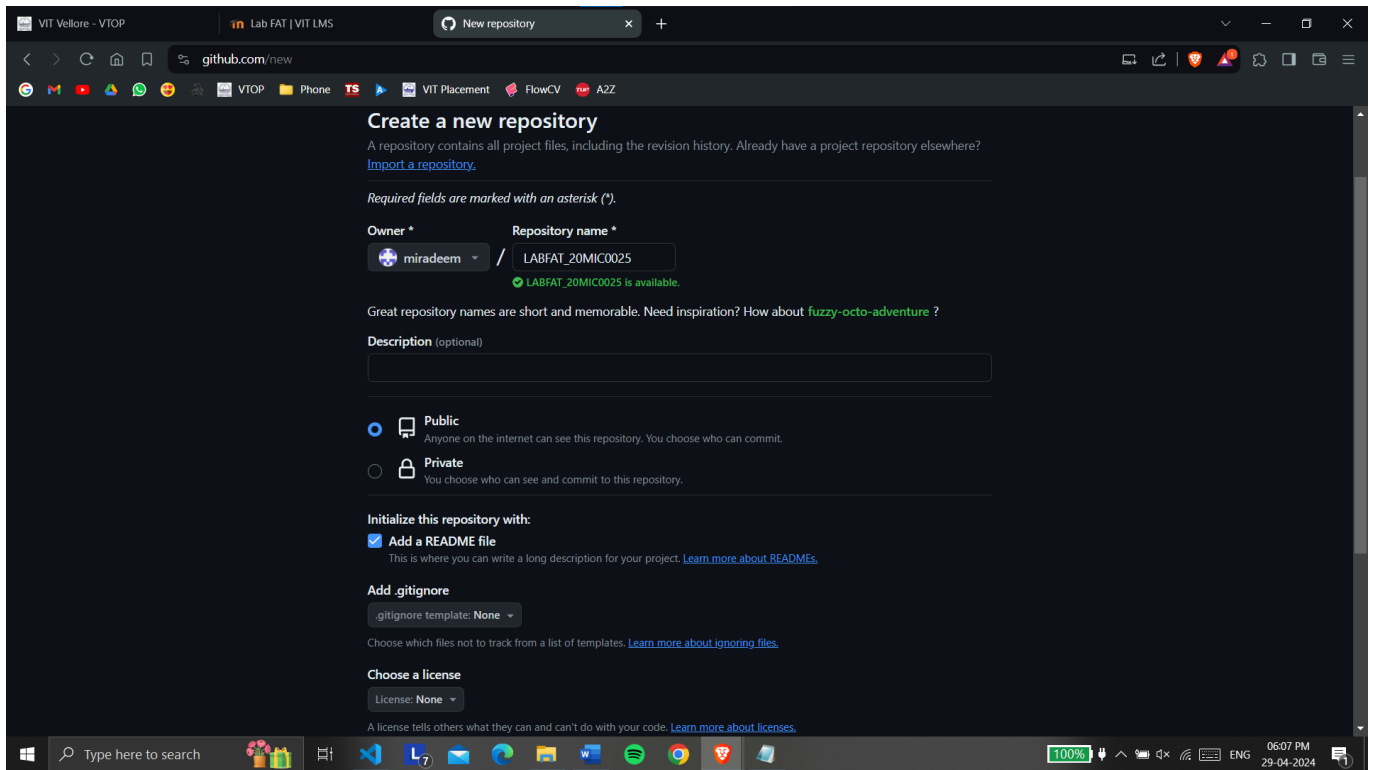 VIT Vellore - VTOP
Lab FAT | VIT LMS
New repository
github.com/new
VTOP
Phone
TS
VIT Placement
FlowCV
TUF
A2Z
Create a new repository
A repository contains all project files, including the revision history. Already have a project repository elsewhere?
Import a repository.
Required fields are marked with an asterisk (*).
Owner *
Repository name *
miradeem
/
LABFAT_20MIC0025
LABFAT_20MIC0025 is available.
Great repository names are short and memorable. Need inspiration? How about fuzzy-octo-adventure ?
Description (optional)
Public
Anyone on the internet can see this repository. You choose who can commit.
Private
You choose who can see and commit to this repository.
Initialize this repository with:
Add a README file
This is where you can write a long description for your project. Learn more about READMEs.
Add .gitignore
.gitignore template: None
Choose which files not to track from a list of templates. Learn more about ignoring files.
Choose a license
License: None
A license tells others what they can and can't do with your code. Learn more about licenses.
Type here to search
100%
ENG
06:07 PM
29-04-2024